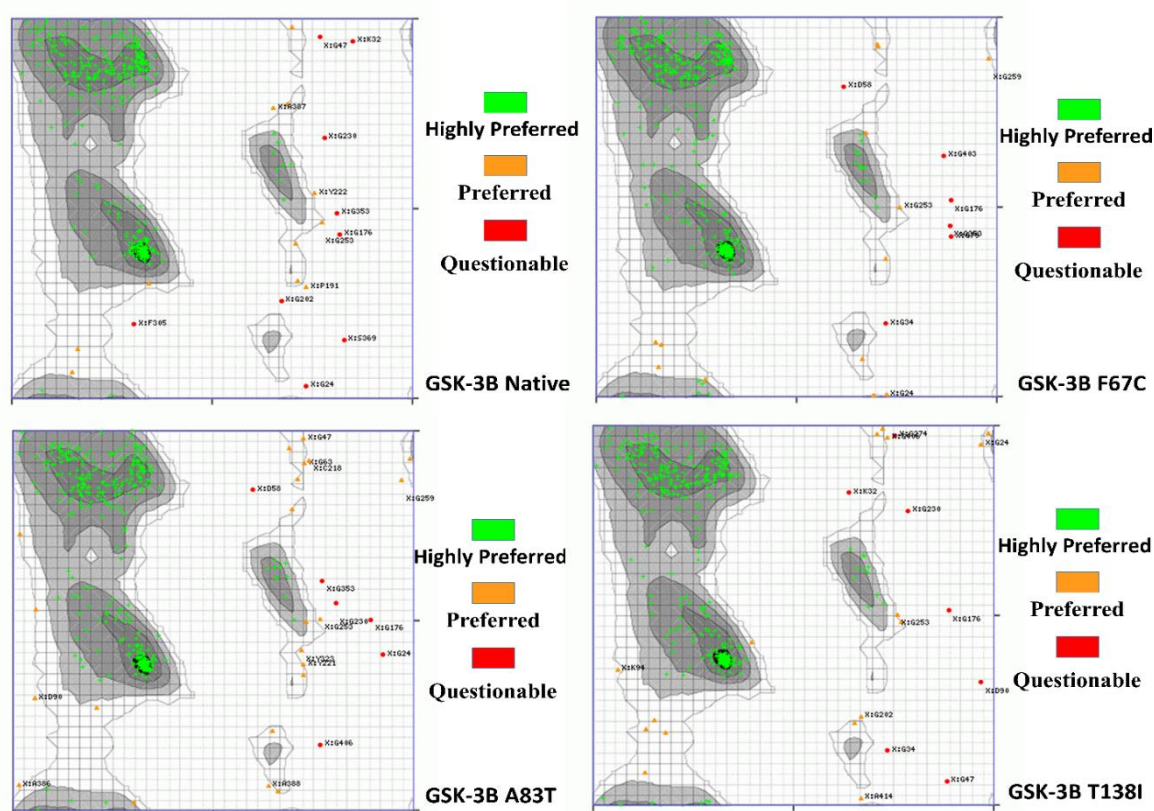 X:G47
X:K32
X:A387
X:G230
X:Y222
X:G353
X:G176
X:G253
X:P191
X:G202
X:F305
X:S369
X:G24
Highly Preferred
Preferred
Questionable
GSK-3B Native
X:G259
X:D58
X:G403
X:G253
X:G176
X:G34
X:G24
Highly Preferred
Preferred
Questionable
GSK-3B F67C
X:G47
X:G63
X:C218
X:D58
X:G259
X:G353
X:G230
X:G253
X:G176
X:G24
X:D90
X:G406
X:A386
X:A388
Highly Preferred
Preferred
Questionable
GSK-3B A83T
X:G24
X:K32
X:G230
X:G176
X:G253
X:K94
X:D90
X:G202
X:G34
X:G47
X:A414
Highly Preferred
Preferred
Questionable
GSK-3B T138I